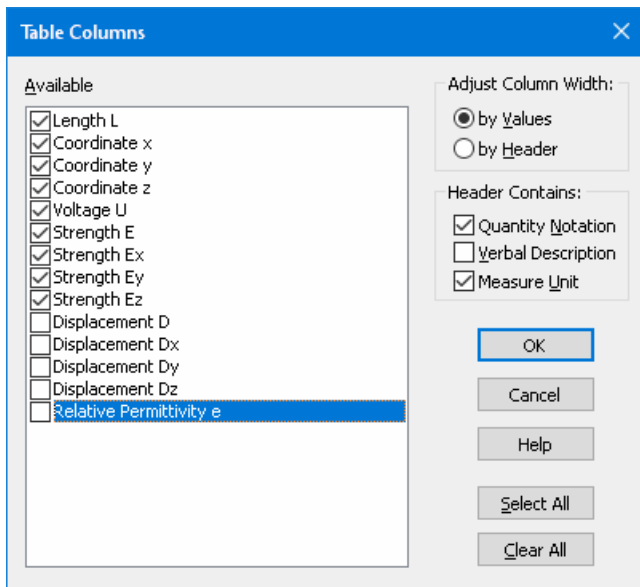 Table Columns
Available
Length L
Coordinate x
Coordinate y
Coordinate z
Voltage U
Strength E
Strength Ex
Strength Ey
Strength Ez
Displacement D
Displacement Dx
Displacement Dy
Displacement Dz
Relative Permittivity e
Adjust Column Width:
by Values
by Header
Header Contains:
Quantity Notation
Verbal Description
Measure Unit
OK
Cancel
Help
Select All
Clear All